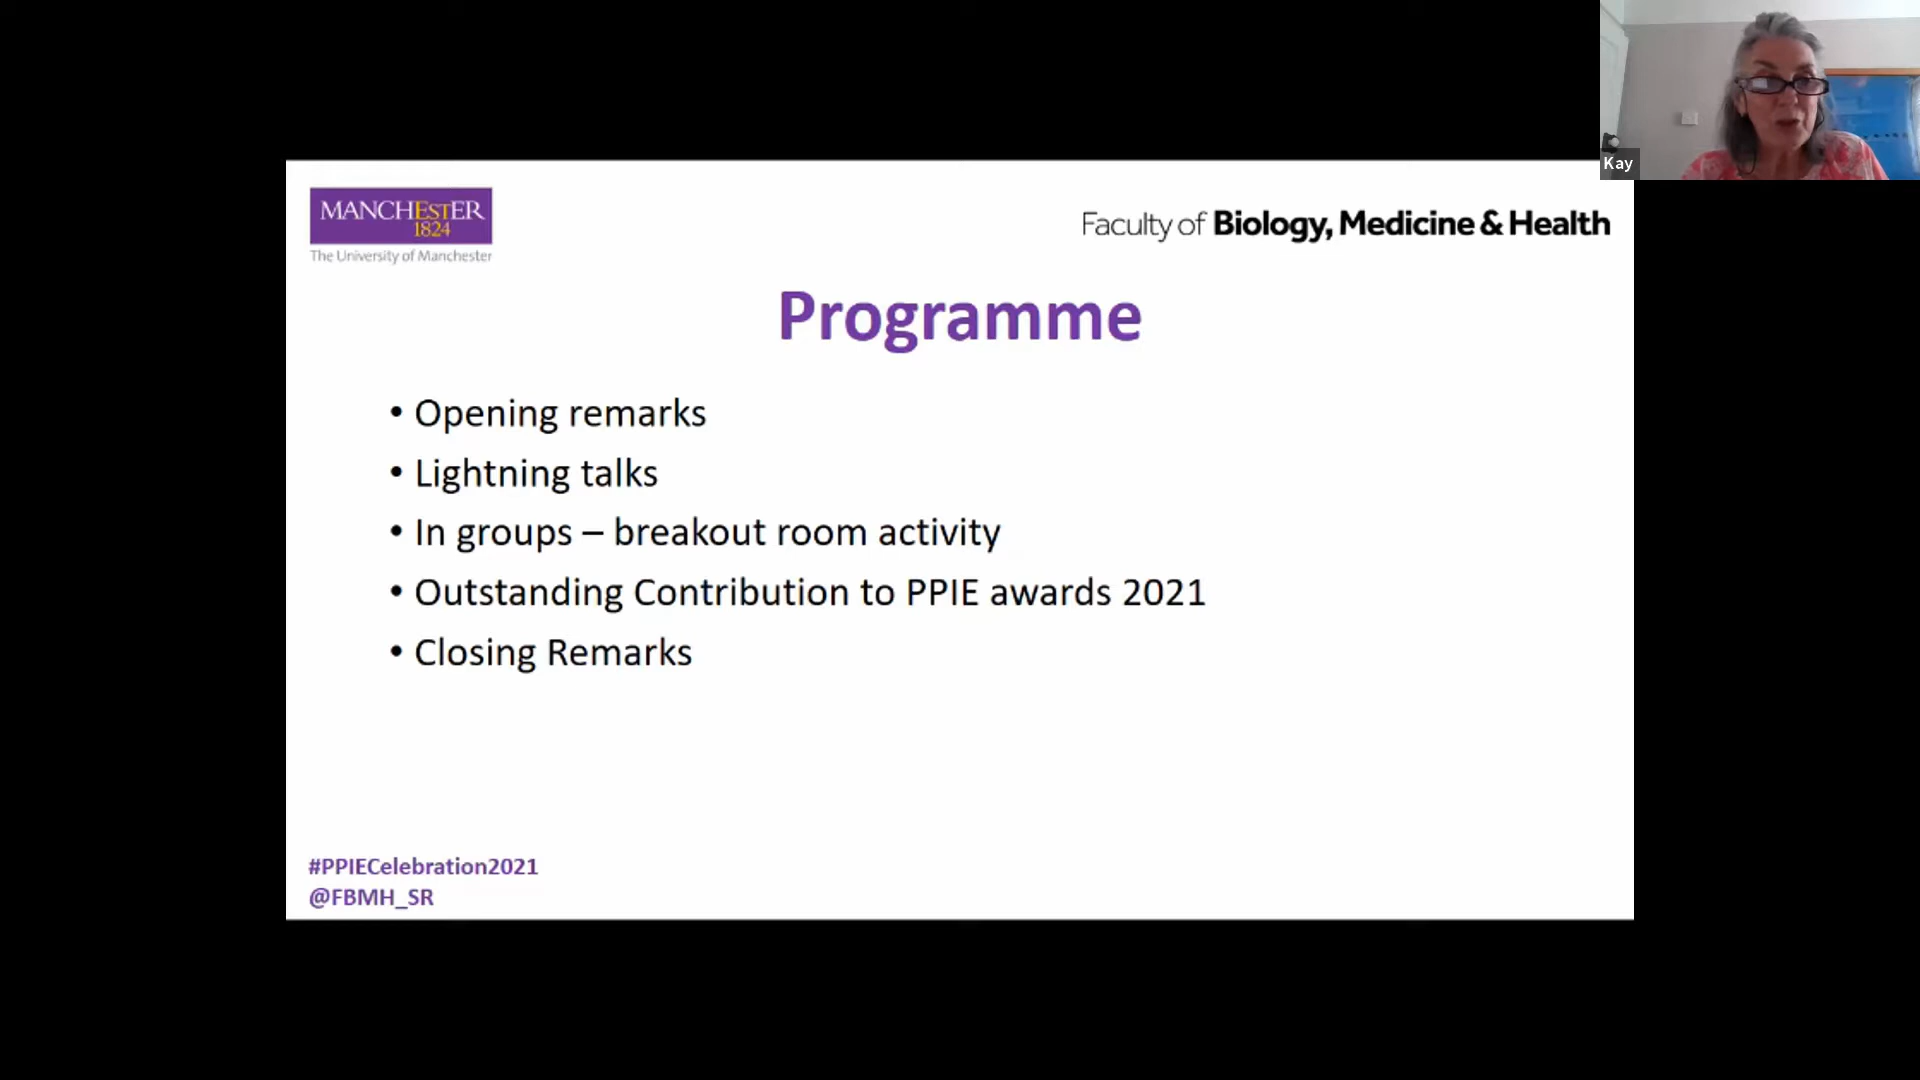 Kay
MANCHESTER
1824
The University of Manchester
Faculty of Biology, Medicine & Health
Programme
• Opening remarks
• Lightning talks
• In groups – breakout room activity
• Outstanding Contribution to PPIE awards 2021
• Closing Remarks
#PPIECelebration2021
@FBMH_SR